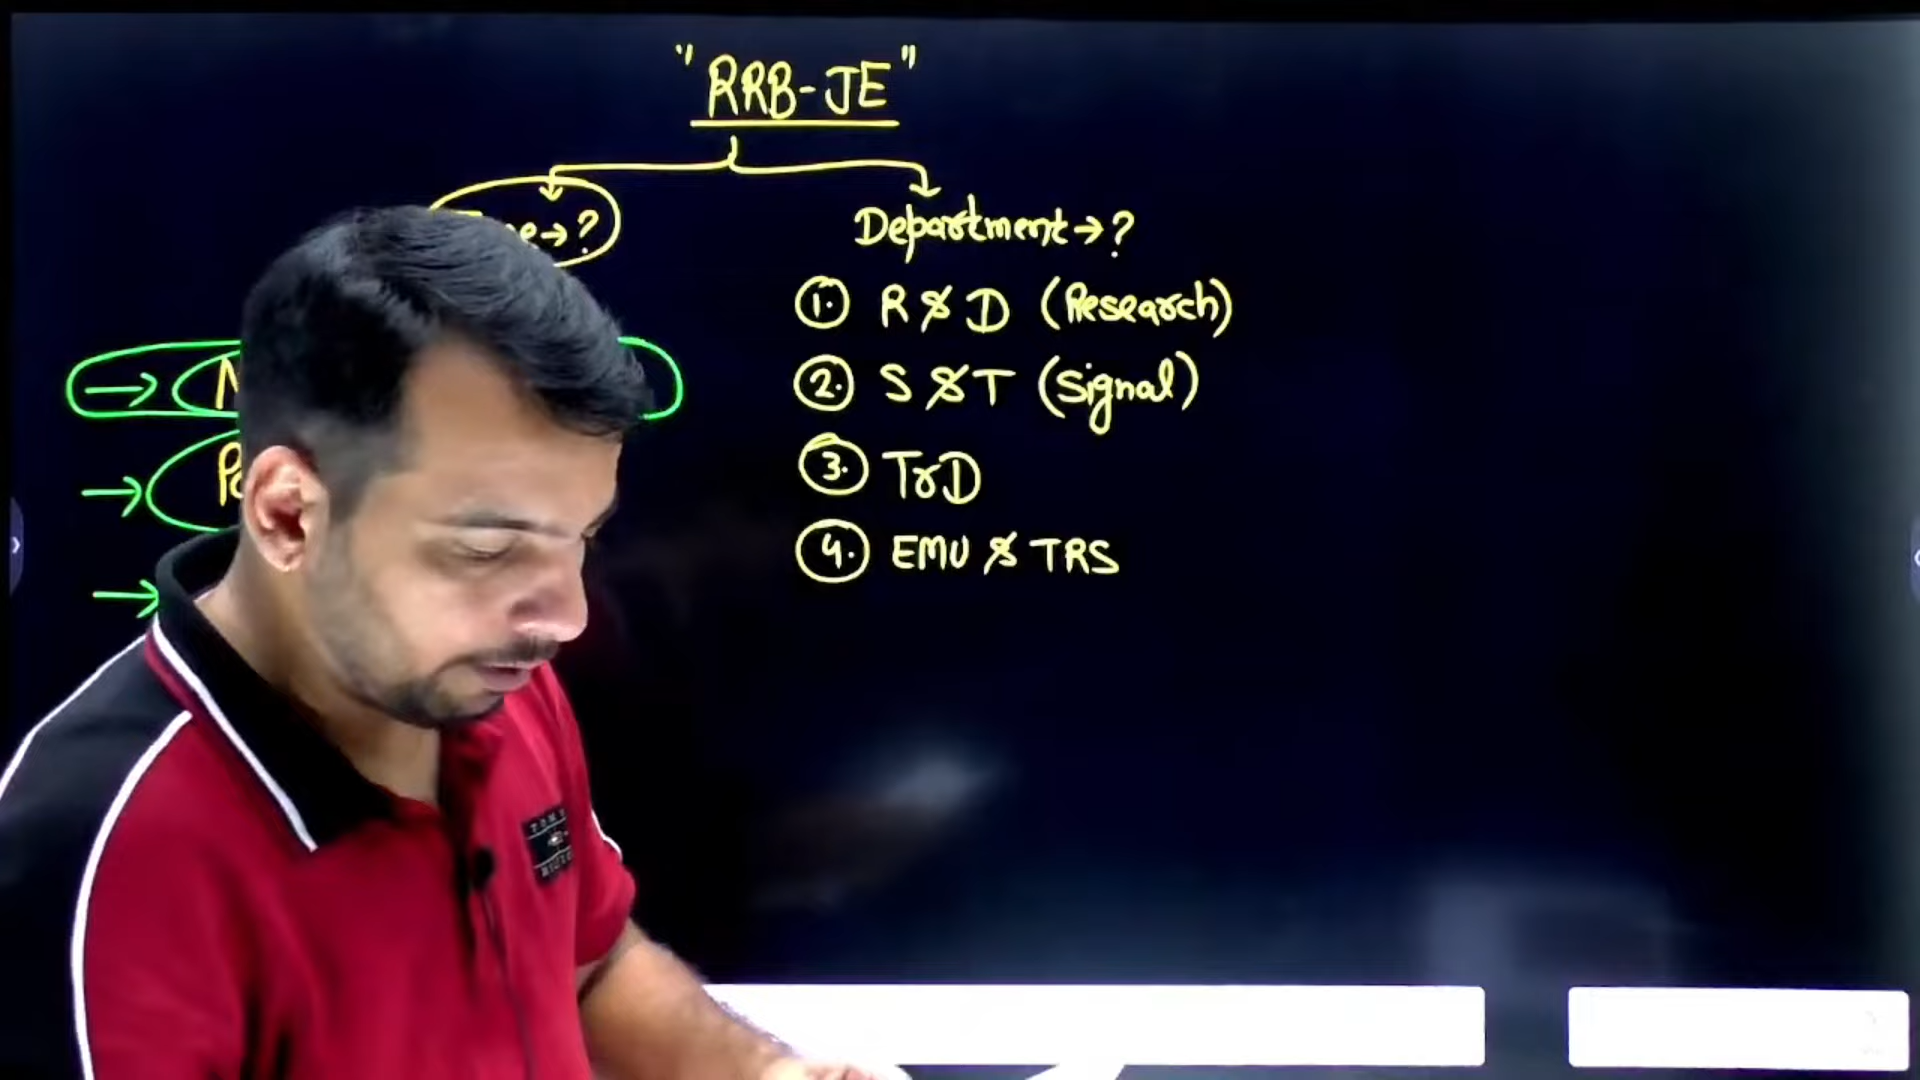 "RRB-JE"
→?
Department→?
① R & D (Research)
② S & T (Signal)
③ TrD
④ EMU & TRS